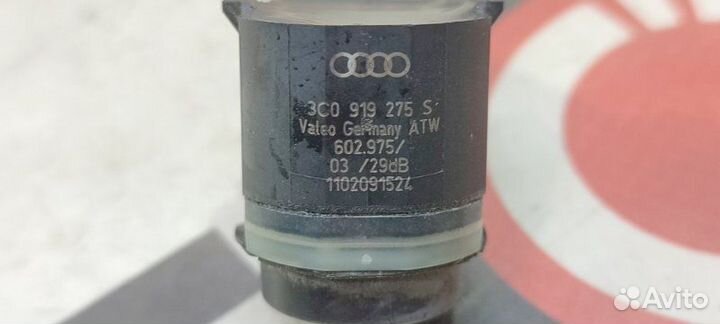 3C0 919 275 S
Valeo Germany ATW
602.975/
03 /29dB
1102091524
Avito